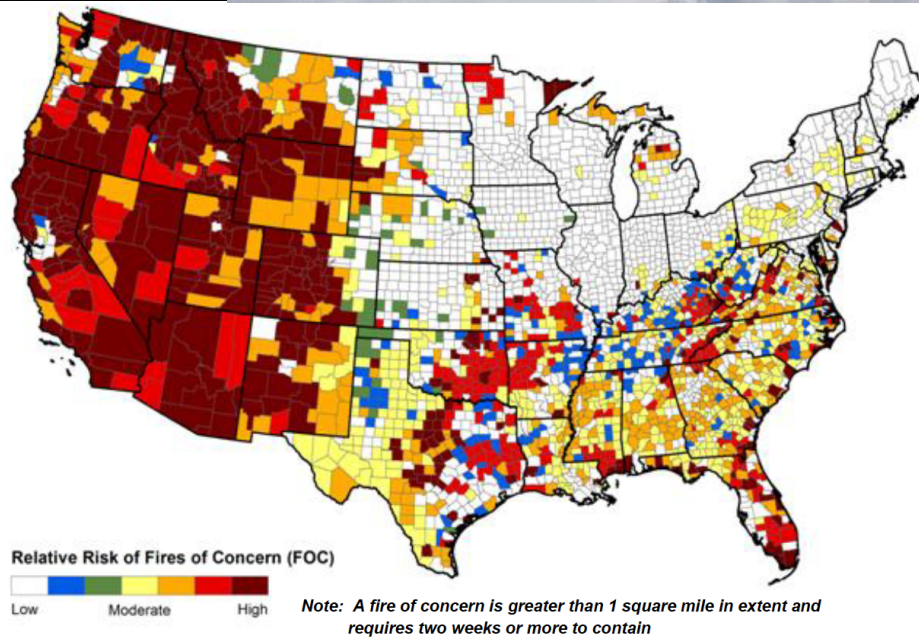 Relative Risk of Fires of Concern (FOC)
Low Moderate High
Note: A fire of concern is greater than 1 square mile in extent and
requires two weeks or more to contain